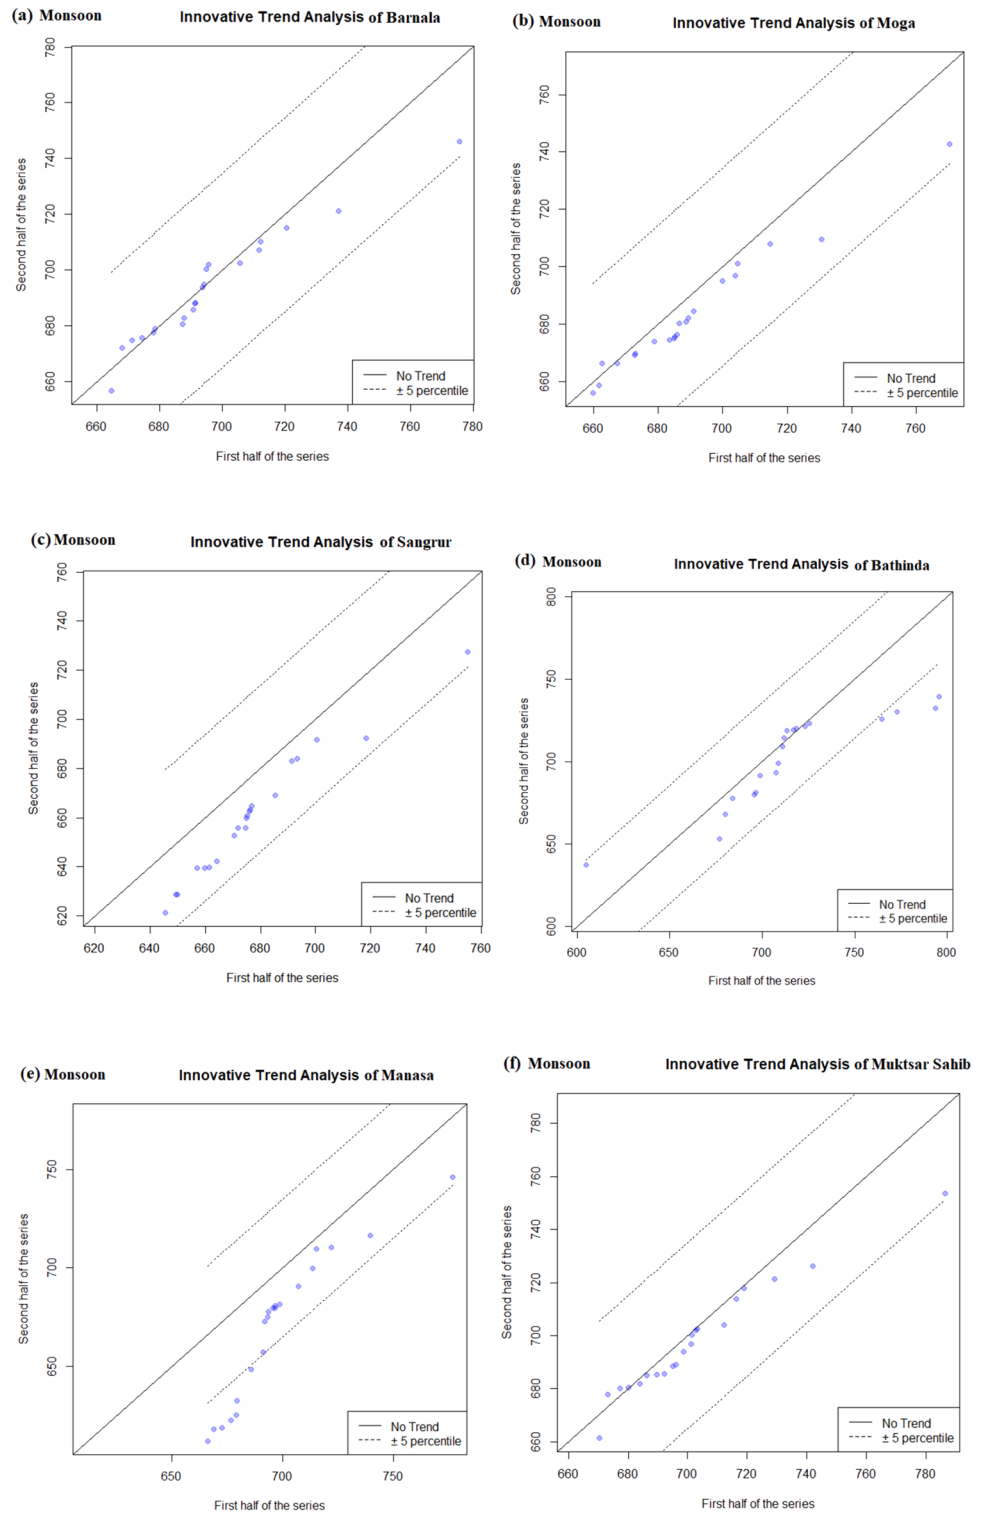 (a) Monsoon
Innovative Trend Analysis of Barnala
780
760
740
720
700
680
660
Second half of the series
No Trend
± 5 percentile
660 680 700 720 740 760 780
First half of the series
(b) Monsoon
Innovative Trend Analysis of Moga
760
740
720
700
680
660
Second half of the series
No Trend
± 5 percentile
660 680 700 720 740 760
First half of the series
(c) Monsoon
Innovative Trend Analysis of Sangrur
760
740
720
700
680
660
640
620
Second half of the series
No Trend
± 5 percentile
620 640 660 680 700 720 740 760
First half of the series
(d) Monsoon
Innovative Trend Analysis of Bathinda
800
750
700
650
600
Second half of the series
No Trend
± 5 percentile
600 650 700 750 800
First half of the series
(e) Monsoon
Innovative Trend Analysis of Manasa
750
700
650
Second half of the series
No Trend
± 5 percentile
650 700 750
First half of the series
(f) Monsoon
Innovative Trend Analysis of Muktsar Sahib
780
760
740
720
700
680
660
Second half of the series
No Trend
± 5 percentile
660 680 700 720 740 760 780
First half of the series